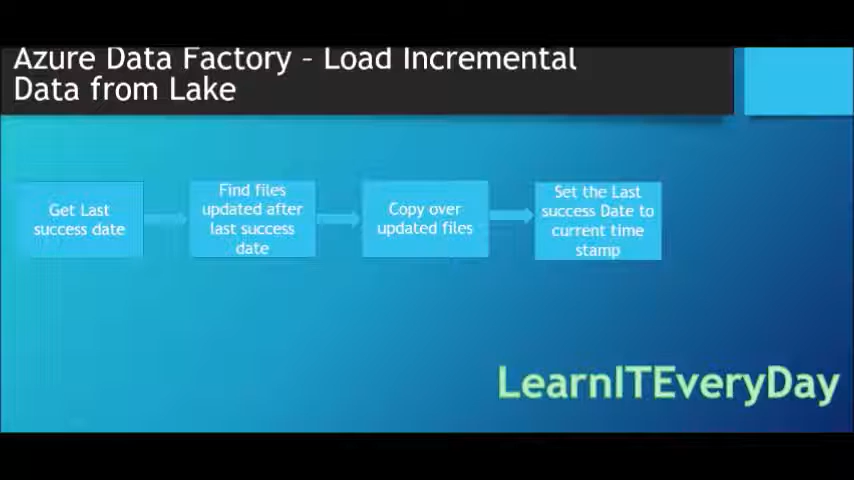 Azure Data Factory – Load Incremental
Data from Lake
Get Last
success date
Find files
updated after
last success
date
Copy over
updated files
Set the Last
success Date to
current time
stamp
LearnITEveryDay